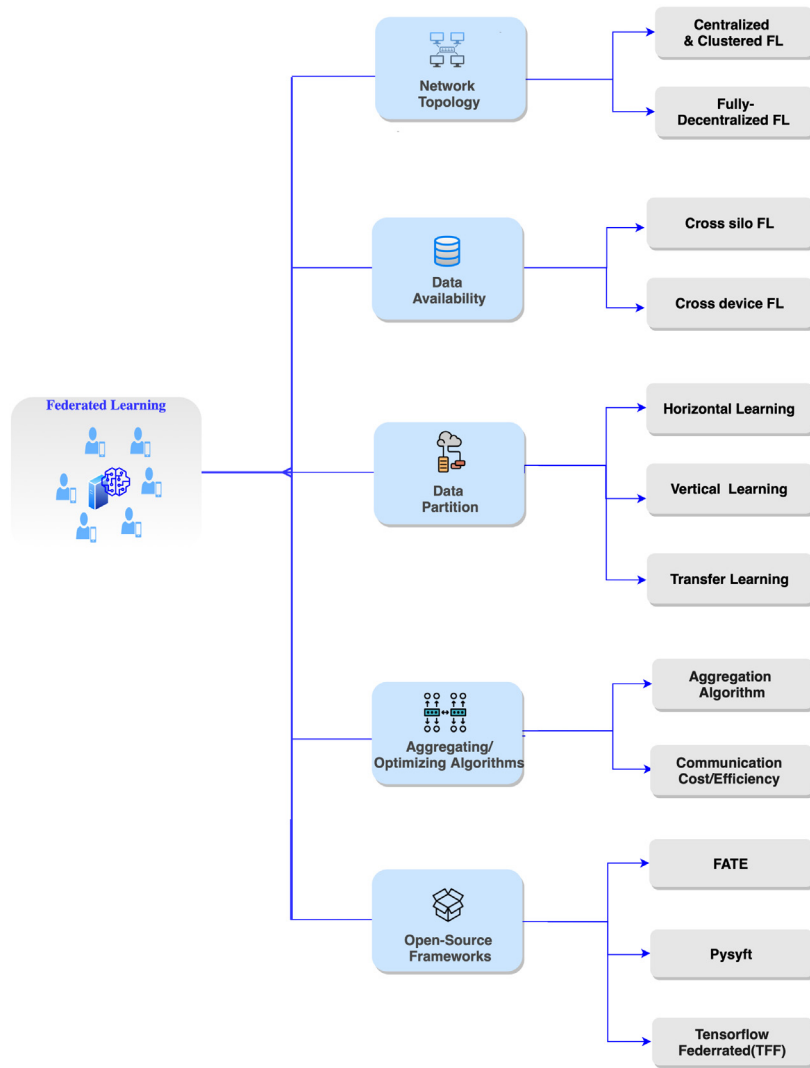 Federated Learning
Network
Topology
Centralized
& Clustered FL
Fully-
Decentralized FL
Data
Availability
Cross silo FL
Cross device FL
Data
Partition
Horizontal Learning
Vertical Learning
Transfer Learning
Aggregating/
Optimizing Algorithms
Aggregation
Algorithm
Communication
Cost/Efficiency
Open-Source
Frameworks
FATE
Pysyft
Tensorflow
Federrated(TFF)